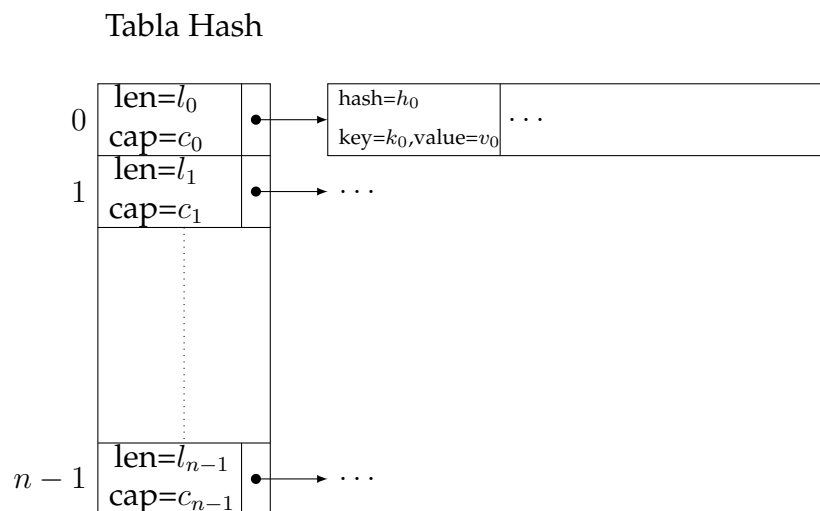 Tabla Hash
0
len=l₀
cap=c₀
hash=h₀
key=k₀,value=v₀
···
1
len=l₁
cap=c₁
···
n − 1
len=lₙ₋₁
cap=cₙ₋₁
···